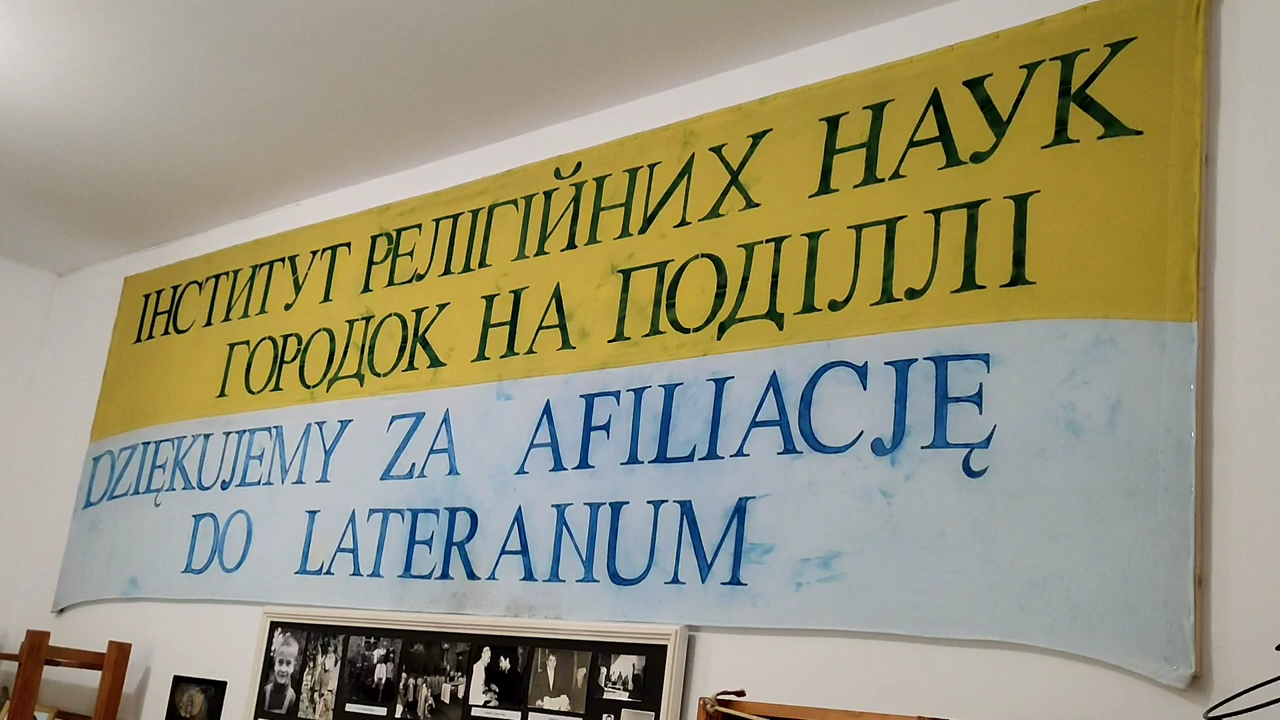 ІНСТИТУТ РЕЛІГІЙНИХ НАУК
ГОРОДОК НА ПОДІЛЛІ
DZIĘKUJEMY ZA AFILIACJĘ
DO LATERANUM